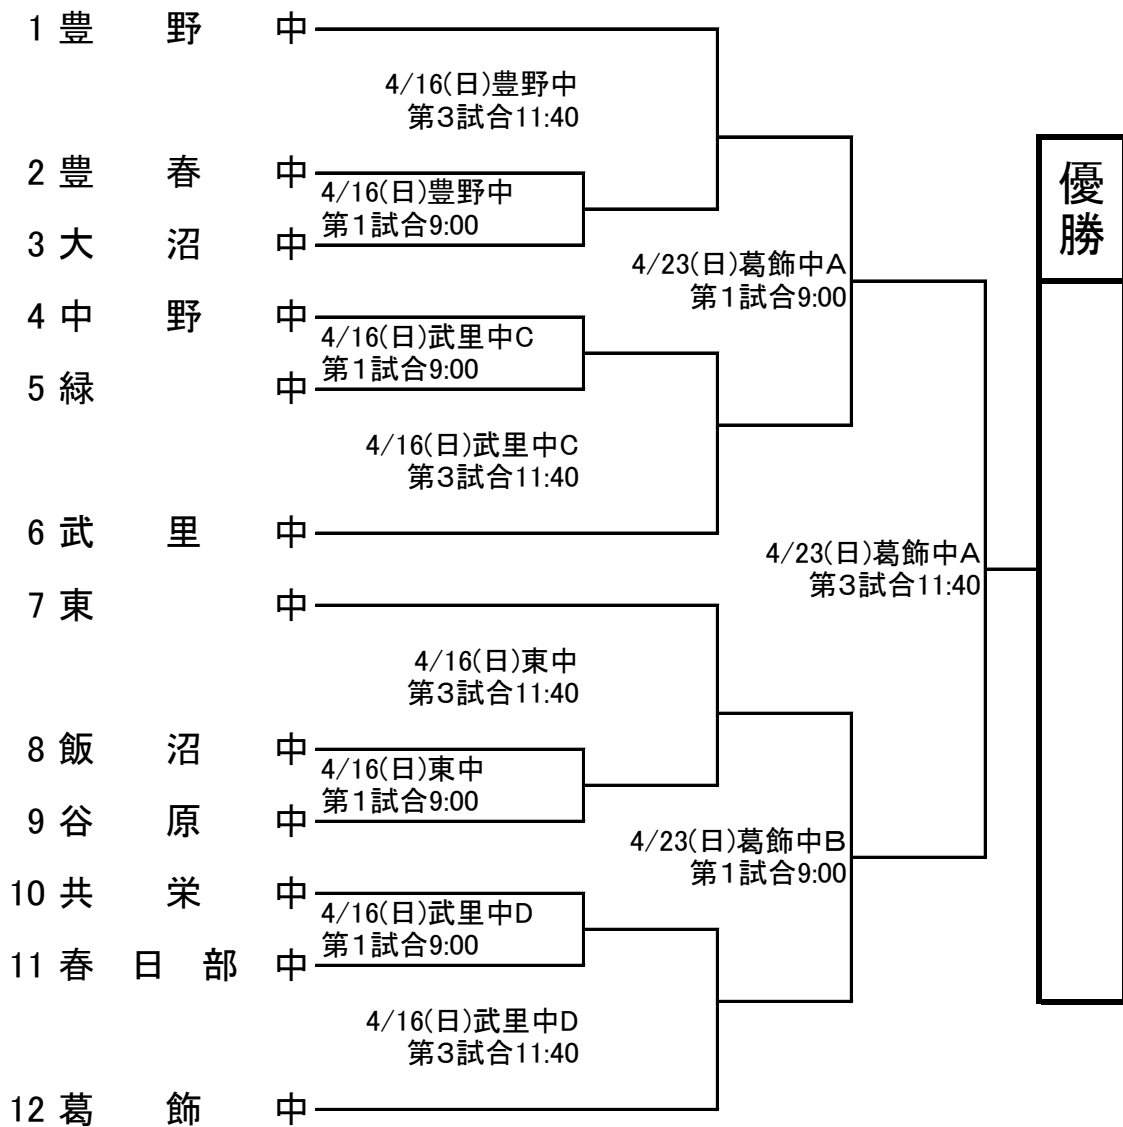 1 豊野中
4/16(日)豊野中
第３試合11:40
2 豊春中
4/16(日)豊野中
第１試合9:00
3 大沼中
4/23(日)葛飾中A
第１試合9:00
4 中野中
4/16(日)武里中C
第１試合9:00
5 緑中
4/16(日)武里中C
第３試合11:40
6 武里中
4/23(日)葛飾中A
第３試合11:40
7 東中
4/16(日)東中
第３試合11:40
8 飯沼中
4/16(日)東中
第１試合9:00
9 谷原中
4/23(日)葛飾中B
第１試合9:00
10 共栄中
4/16(日)武里中D
第１試合9:00
11 春日部中
4/16(日)武里中D
第３試合11:40
12 葛飾中
優勝